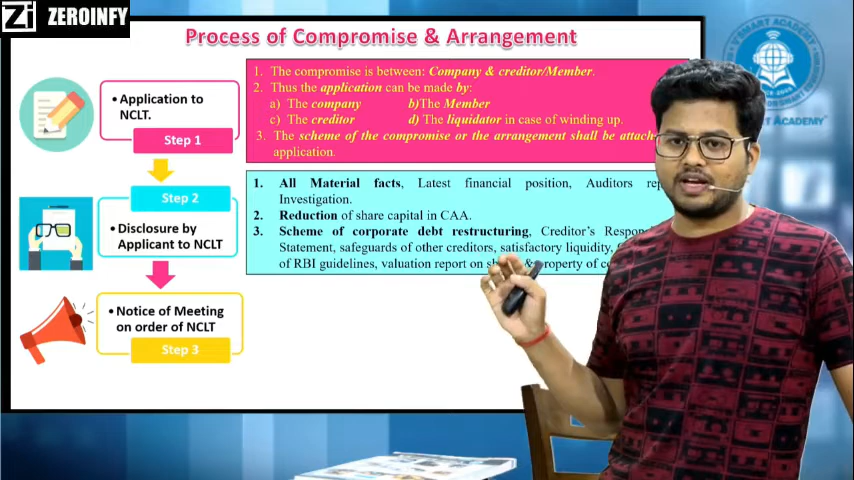 Zi ZEROINFY
Process of Compromise & Arrangement
• Application to
NCLT.
Step 1
1. The compromise is between: Company & creditor/Member.
2. Thus the application can be made by:
a) The company b)The Member
c) The creditor d) The liquidator in case of winding up.
3. The scheme of the compromise or the arrangement shall be
application.
Step 2
• Disclosure by
Applicant to NCLT
1. All Material facts, Latest financial position, Auditors
Investigation.
2. Reduction of share capital in CAA.
3. Scheme of corporate debt restructuring, Creditor's
Statement, safeguards of other creditors, satisfactory liquidity,
of RBI guidelines, valuation report on & property of
• Notice of Meeting
on order of NCLT
Step 3
SMART ACADEMY
SMART ACADEMY